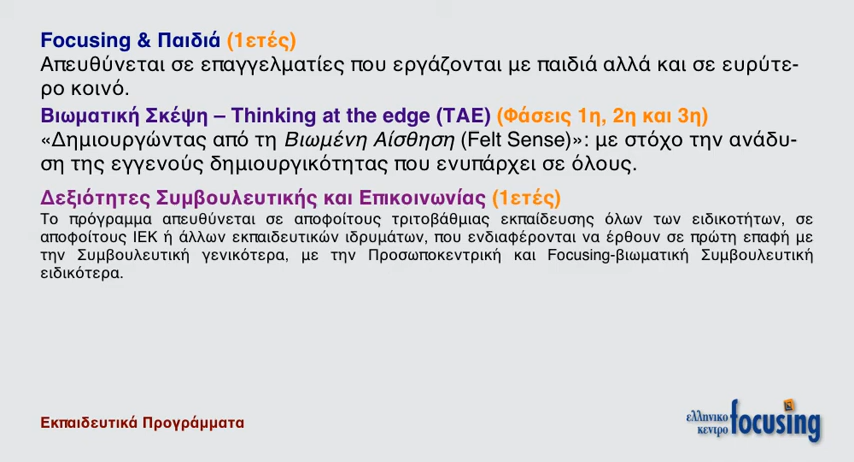 Focusing & Παιδιά (1ετές)
Απευθύνεται σε επαγγελματίες που εργάζονται με παιδιά αλλά και σε ευρύτε-
ρο κοινό.
Βιωματική Σκέψη – Thinking at the edge (TAE) (Φάσεις 1η, 2η και 3η)
«Δημιουργώντας από τη Βιωμένη Αίσθηση (Felt Sense)»: με στόχο την ανάδυ-
ση της εγγενούς δημιουργικότητας που ενυπάρχει σε όλους.
Δεξιότητες Συμβουλευτικής και Επικοινωνίας (1ετές)
Το πρόγραμμα απευθύνεται σε αποφοίτους τριτοβάθμιας εκπαίδευσης όλων των ειδικοτήτων, σε
αποφοίτους ΙΕΚ ή άλλων εκπαιδευτικών ιδρυμάτων, που ενδιαφέρονται να έρθουν σε πρώτη επαφή με
την Συμβουλευτική γενικότερα, με την Προσωποκεντρική και Focusing-βιωματική Συμβουλευτική
ειδικότερα.
Εκπαιδευτικά Προγράμματα
ελληνικο
κεντρο focusing